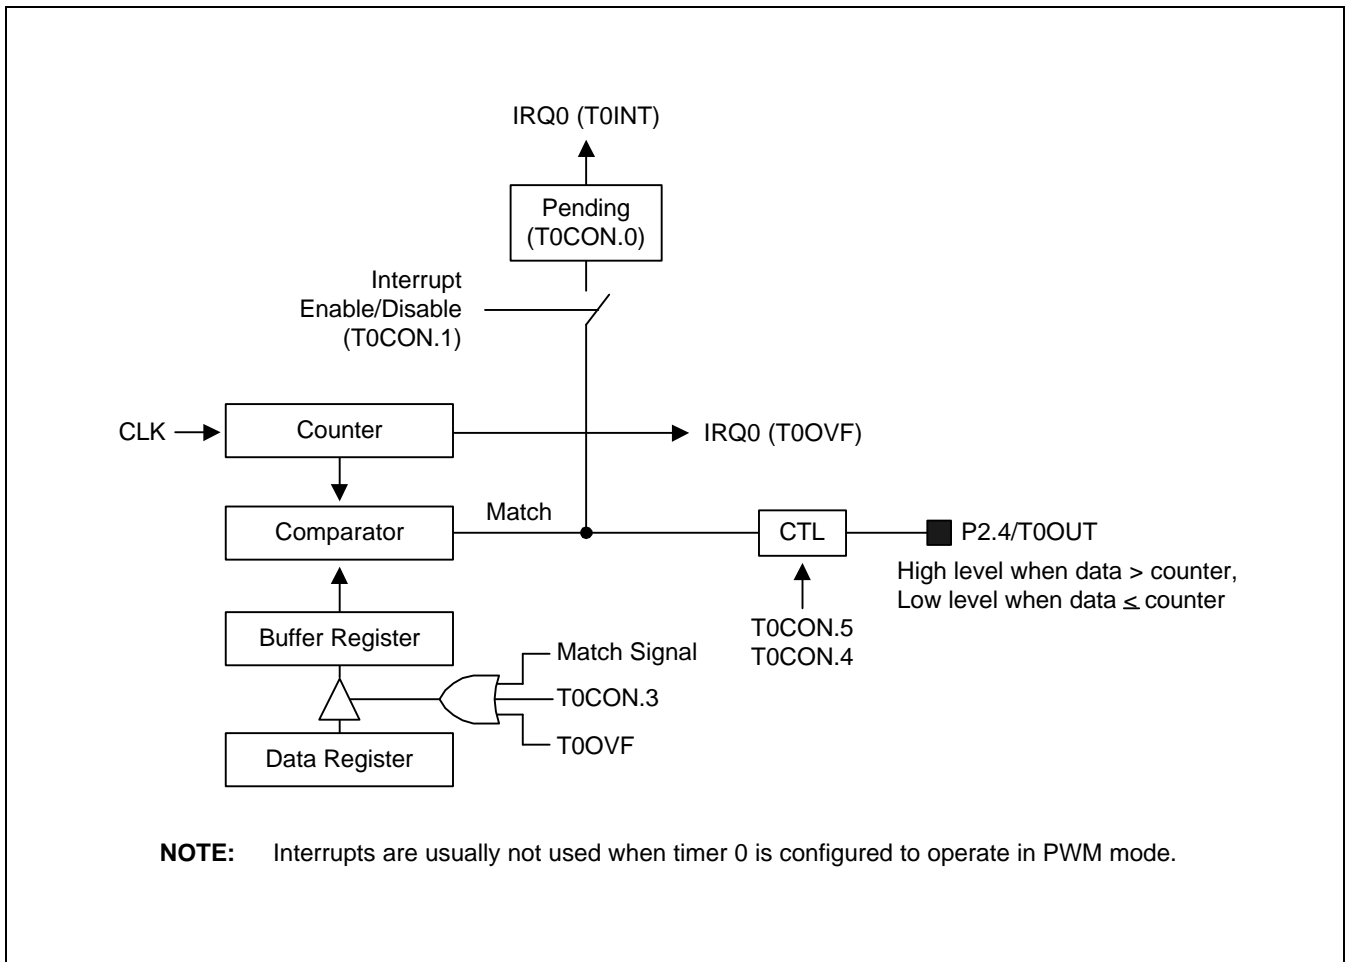 IRQ0 (T0INT)
Pending
(T0CON.0)
Interrupt
Enable/Disable
(T0CON.1)
CLK
Counter
IRQ0 (T0OVF)
Comparator
Match
CTL
P2.4/T0OUT
High level when data > counter,
Low level when data ≤ counter
T0CON.5
T0CON.4
Buffer Register
Match Signal
T0CON.3
T0OVF
Data Register
NOTE: Interrupts are usually not used when timer 0 is configured to operate in PWM mode.